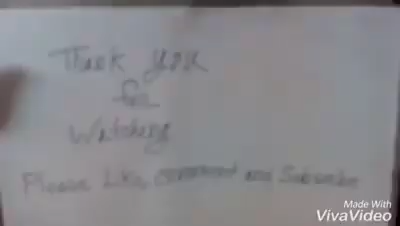 Thank you
for
Watching
Please Like, comment and Subscribe
Made With
VivaVideo